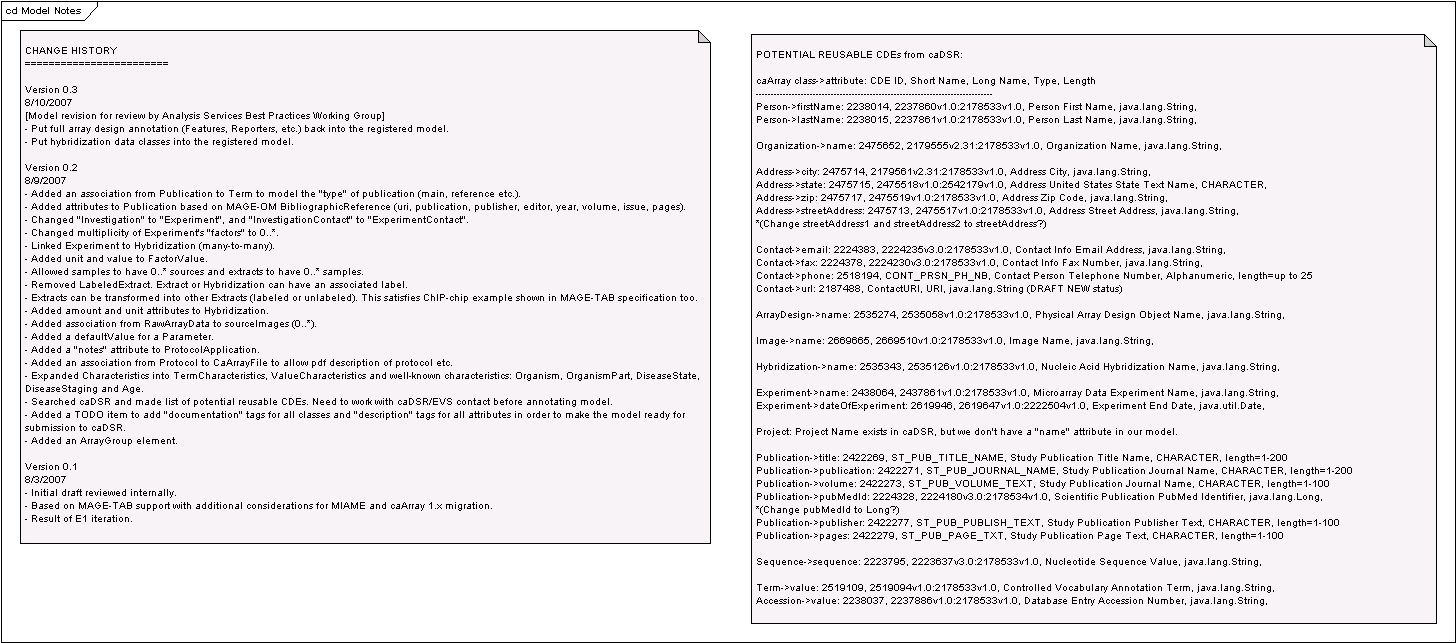 cd Model Notes
CHANGE HISTORY
========================
Version 0.3
8/10/2007
[Model revision for review by Analysis Services Best Practices Working Group]
- Put full array design annotation (Features, Reporters, etc.) back into the registered model.
- Put hybridization data classes into the registered model.
Version 0.2
8/9/2007
- Added an association from Publication to Term to model the "type" of publication (main, reference etc.).
- Added attributes to Publication based on MAGE-OM BibliographicReference (uri, publication, publisher, editor, year, volume, issue, pages).
- Changed "Investigation" to "Experiment", and "InvestigationContact" to "ExperimentContact".
- Changed multiplicity of Experiment's "factors" to 0..*.
- Linked Experiment to Hybridization (many-to-many).
- Added unit and value to FactorValue.
- Allowed samples to have 0..* sources and extracts to have 0..* samples.
- Removed LabeledExtract. Extract or Hybridization can have an associated label.
- Extracts can be transformed into other Extracts (labeled or unlabeled). This satisfies ChIP-chip example shown in MAGE-TAB specification too.
- Added amount and unit attributes to Hybridization.
- Added association from RawArrayData to sourceImages (0..*).
- Added a defaultValue for a Parameter.
- Added a "notes" attribute to ProtocolApplication.
- Added an association from Protocol to CaArrayFile to allow pdf description of protocol etc.
- Expanded Characteristics into TermCharacteristics, ValueCharacteristics and well-known characteristics: Organism, OrganismPart, DiseaseState,
DiseaseStaging and Age.
- Searched caDSR and made list of potential reusable CDEs. Need to work with caDSR/EVS contact before annotating model.
- Added a TODO item to add "documentation" tags for all classes and "description" tags for all attributes in order to make the model ready for
submission to caDSR.
- Added an ArrayGroup element.
Version 0.1
8/3/2007
- Initial draft reviewed internally.
- Based on MAGE-TAB support with additional considerations for MIAME and caArray 1.x migration.
- Result of E1 iteration.
POTENTIAL REUSABLE CDEs from caDSR:
caArray class->attribute: CDE ID, Short Name, Long Name, Type, Length
--------------------------------------------------------------------------------
Person->firstName: 2238014, 2237860v1.0:2178533v1.0, Person First Name, java.lang.String,
Person->lastName: 2238015, 2237861v1.0:2178533v1.0, Person Last Name, java.lang.String,
Organization->name: 2475652, 2179555v2.31:2178533v1.0, Organization Name, java.lang.String,
Address->city: 2475714, 2179561v2.31:2178533v1.0, Address City, java.lang.String,
Address->state: 2475715, 2475518v1.0:2542179v1.0, Address United States State Text Name, CHARACTER,
Address->zip: 2475717, 2475519v1.0:2178533v1.0, Address Zip Code, java.lang.String,
Address->streetAddress: 2475713, 2475517v1.0:2178533v1.0, Address Street Address, java.lang.String,
*(Change streetAddress1 and streetAddress2 to streetAddress?)
Contact->email: 2224383, 2224235v3.0:2178533v1.0, Contact Info Email Address, java.lang.String,
Contact->fax: 2224378, 2224230v3.0:2178533v1.0, Contact Info Fax Number, java.lang.String,
Contact->phone: 2518194, CONT_PRSN_PH_NB, Contact Person Telephone Number, Alphanumeric, length=up to 25
Contact->url: 2187488, ContactURI, URI, java.lang.String (DRAFT NEW status)
ArrayDesign->name: 2535274, 2535058v1.0:2178533v1.0, Physical Array Design Object Name, java.lang.String,
Image->name: 2669665, 2669510v1.0:2178533v1.0, Image Name, java.lang.String,
Hybridization->name: 2535343, 2535126v1.0:2178533v1.0, Nucleic Acid Hybridization Name, java.lang.String,
Experiment->name: 2438064, 2437861v1.0:2178533v1.0, Microarray Data Experiment Name, java.lang.String,
Experiment->dateOfExperiment: 2619946, 2619647v1.0:2222504v1.0, Experiment End Date, java.util.Date,
Project: Project Name exists in caDSR, but we don't have a "name" attribute in our model.
Publication->title: 2422269, ST_PUB_TITLE_NAME, Study Publication Title Name, CHARACTER, length=1-200
Publication->publication: 2422271, ST_PUB_JOURNAL_NAME, Study Publication Journal Name, CHARACTER, length=1-200
Publication->volume: 2422273, ST_PUB_VOLUME_TEXT, Study Publication Journal Name, CHARACTER, length=1-100
Publication->pubMedId: 2224328, 2224180v3.0:2178534v1.0, Scientific Publication PubMed Identifier, java.lang.Long,
*(Change pubMedId to Long?)
Publication->publisher: 2422277, ST_PUB_PUBLISH_TEXT, Study Publication Publisher Text, CHARACTER, length=1-100
Publication->pages: 2422279, ST_PUB_PAGE_TXT, Study Publication Page Text, CHARACTER, length=1-100
Sequence->sequence: 2223795, 2223637v3.0:2178533v1.0, Nucleotide Sequence Value, java.lang.String,
Term->value: 2519109, 2519094v1.0:2178533v1.0, Controlled Vocabulary Annotation Term, java.lang.String,
Accession->value: 2238037, 2237886v1.0:2178533v1.0, Database Entry Accession Number, java.lang.String,